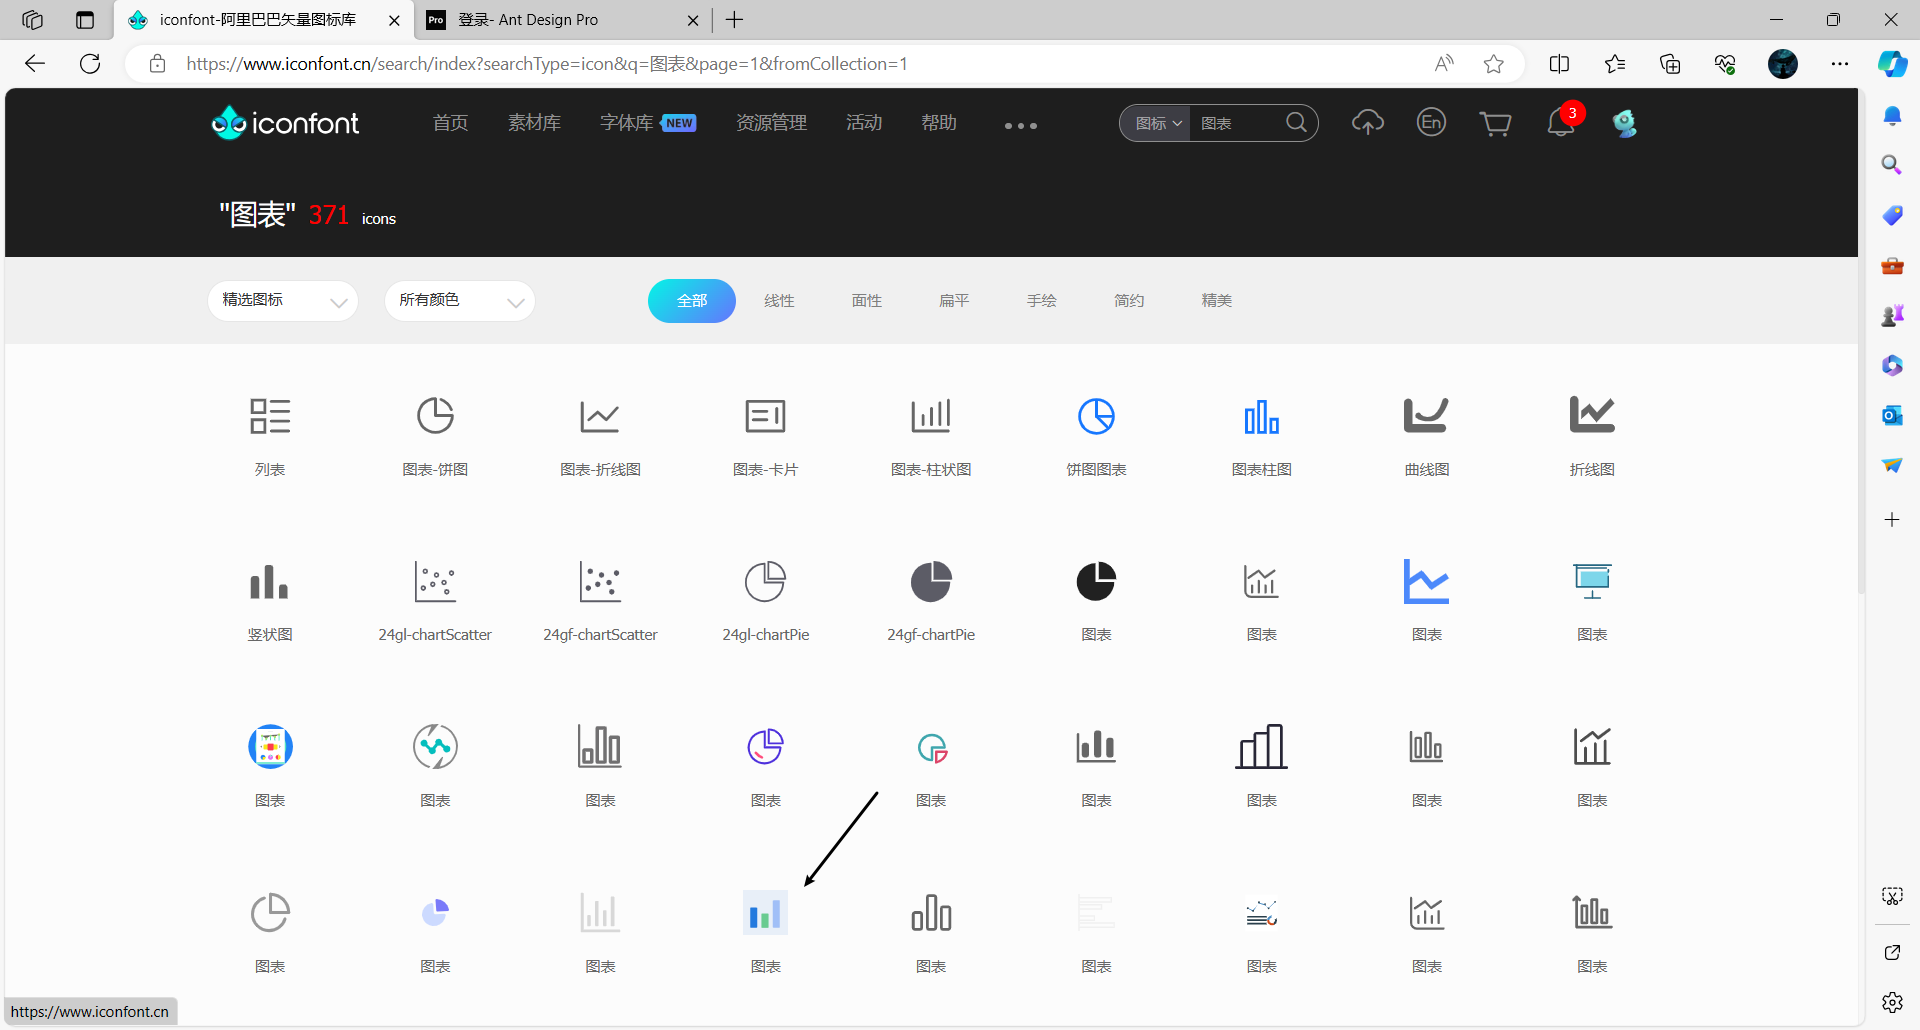 iconfont-阿里巴巴矢量图标库
Pro 登录- Ant Design Pro
https://www.iconfont.cn/search/index?searchType=icon&q=图表&page=1&fromCollection=1
iconfont 首页 素材库 字体库 NEW 资源管理 活动 帮助 图标 图表 En 3
"图表" 371 icons
精选图标 所有颜色 全部 线性 面性 扁平 手绘 简约 精美
列表 图表-饼图 图表-折线图 图表-卡片 图表-柱状图 饼图图表 图表柱图 曲线图 折线图
竖状图 24gl-chartScatter 24gf-chartScatter 24gl-chartPie 24gf-chartPie 图表 图表 图表 图表
图表 图表 图表 图表 图表 图表 图表 图表 图表
图表 图表 图表 图表 图表 图表 图表 图表 图表
https://www.iconfont.cn